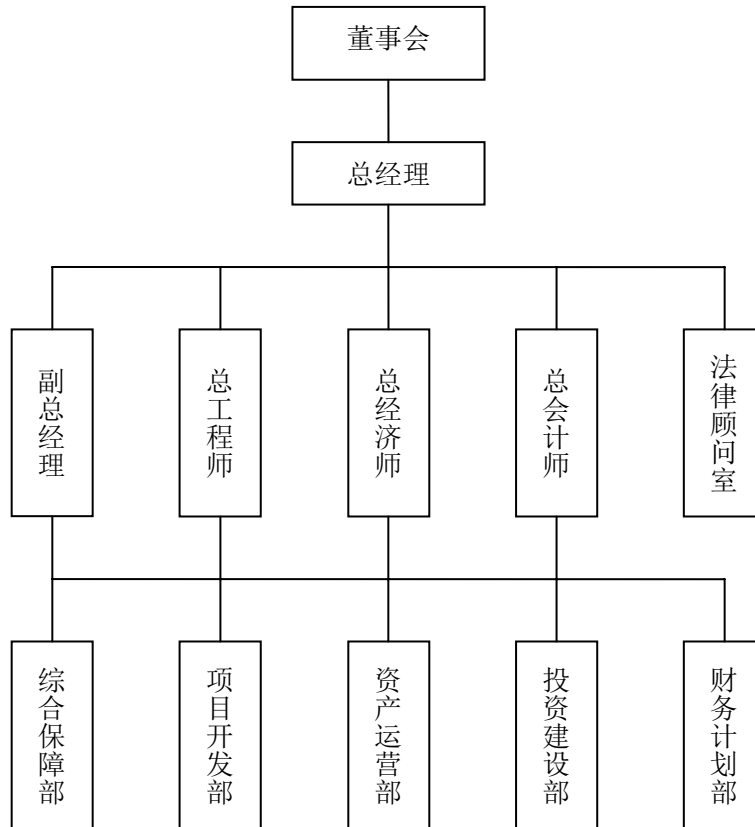 董事会
总经理
副总经理
总工程师
总经济师
总会计师
法律顾问室
综合保障部
项目开发部
资产运营部
投资建设部
财务计划部